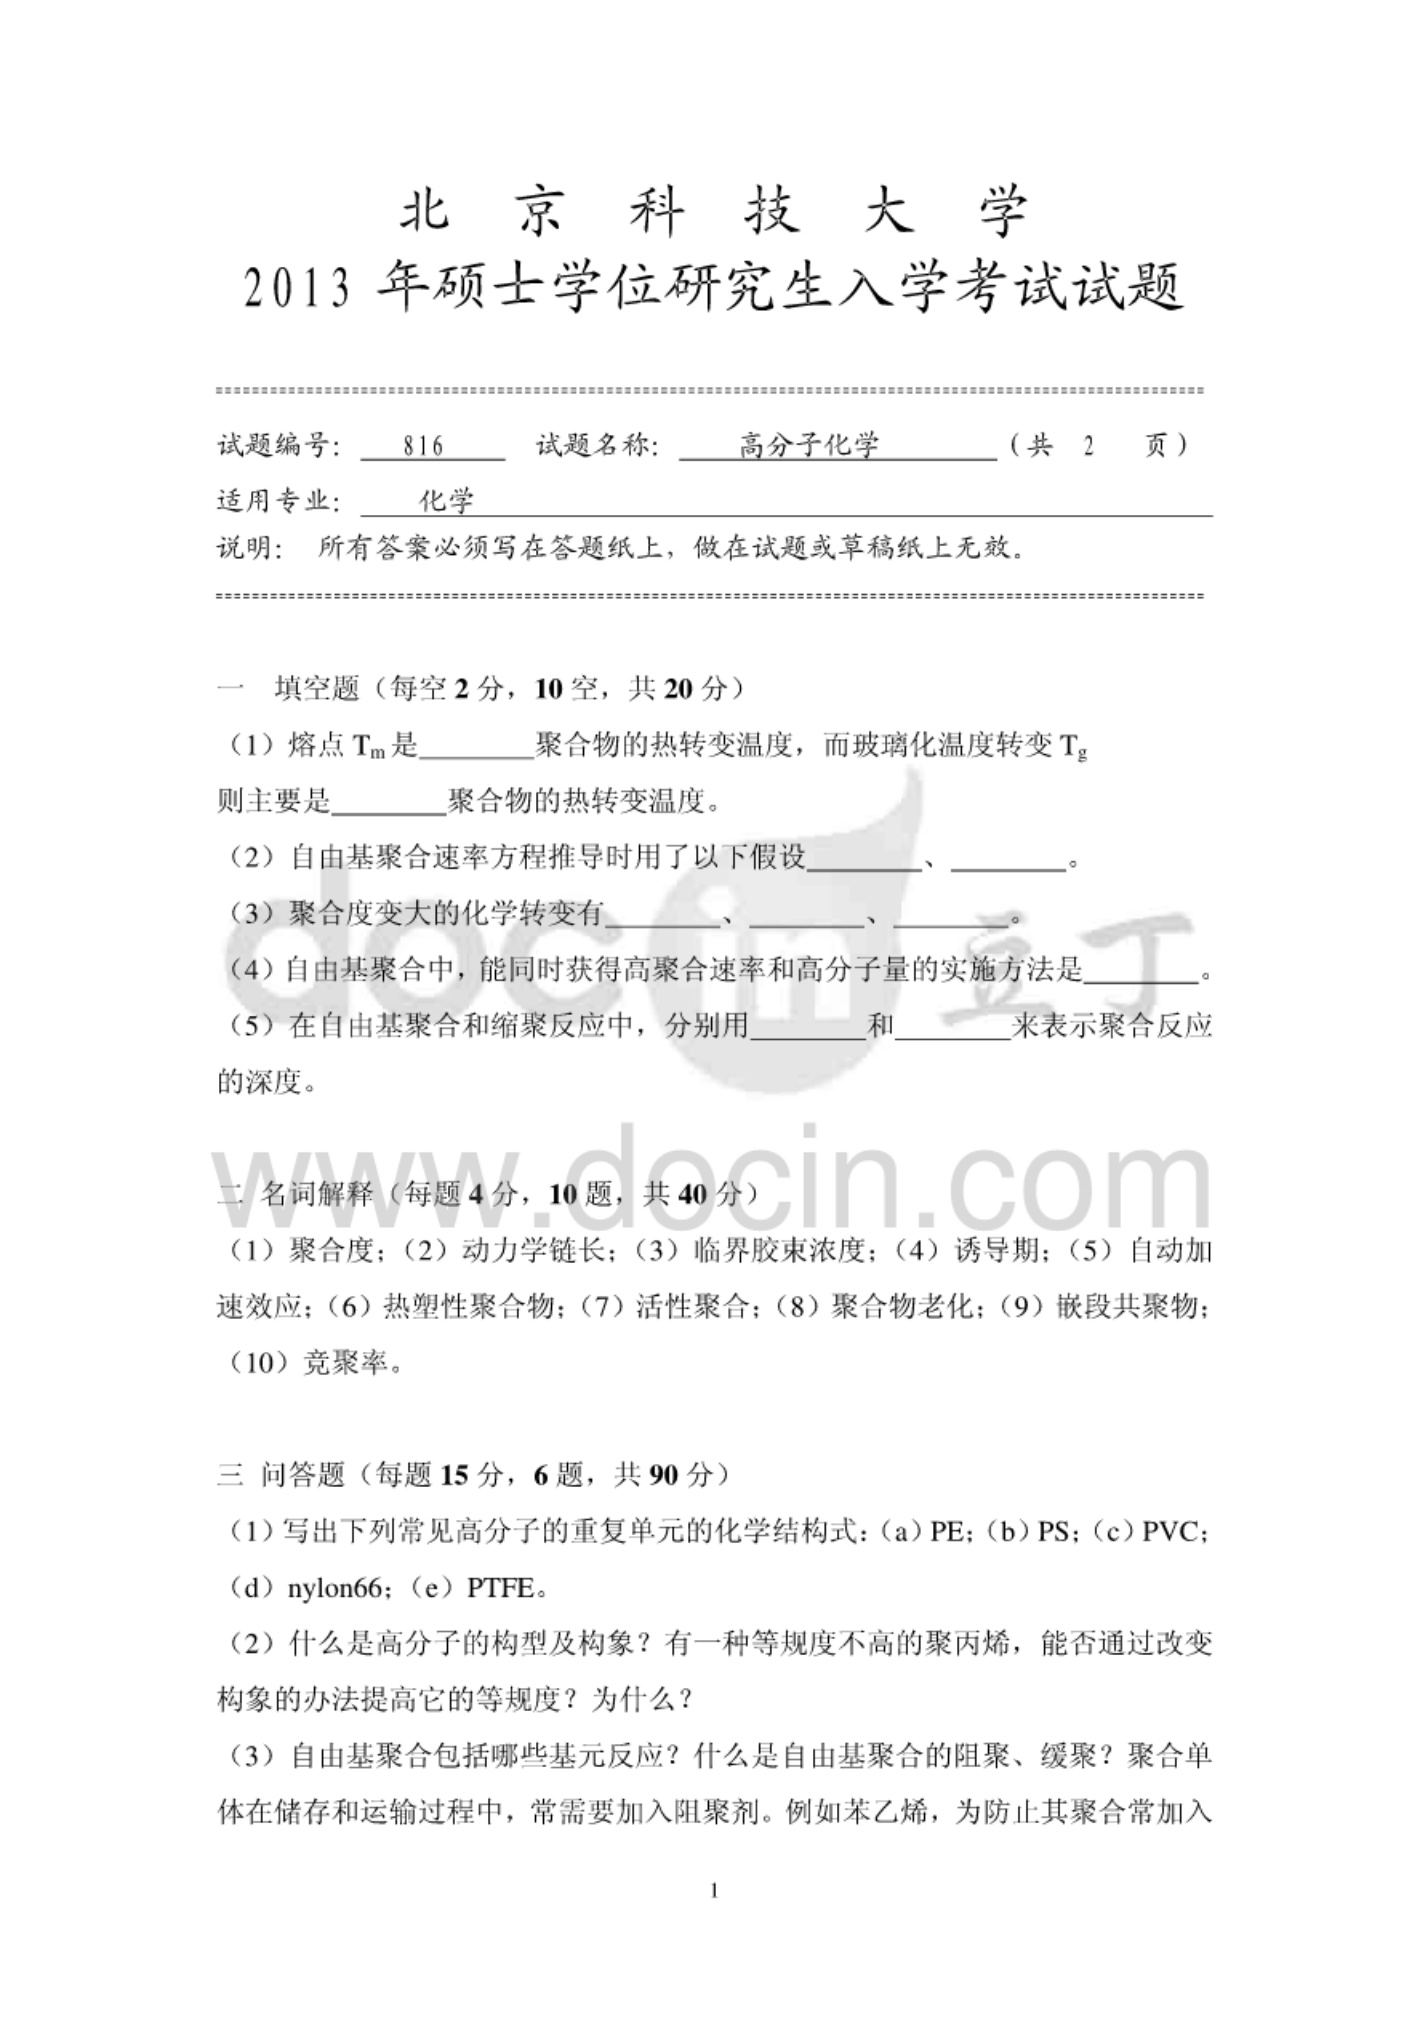 北 京 科 技 大 学
2013 年硕士学位研究生入学考试试题
试题编号： 816 试题名称： 高分子化学 （共 2 页）
适用专业： 化学
说明： 所有答案必须写在答题纸上，做在试题或草稿纸上无效。
一 填空题（每空 2 分，10 空，共 20 分）
（1）熔点 Tm 是________聚合物的热转变温度，而玻璃化温度转变 Tg
则主要是________聚合物的热转变温度。
（2）自由基聚合速率方程推导时用了以下假设________、________。
（3）聚合度变大的化学转变有________、________、________。
（4）自由基聚合中，能同时获得高聚合速率和高分子量的实施方法是________。
（5）在自由基聚合和缩聚反应中，分别用________和________来表示聚合反应
的深度。
docin 豆丁
www.docin.com
二 名词解释（每题 4 分，10 题，共 40 分）
（1）聚合度；（2）动力学链长；（3）临界胶束浓度；（4）诱导期；（5）自动加
速效应；（6）热塑性聚合物；（7）活性聚合；（8）聚合物老化；（9）嵌段共聚物；
（10）竞聚率。
三 问答题（每题 15 分，6 题，共 90 分）
（1）写出下列常见高分子的重复单元的化学结构式：（a）PE；（b）PS；（c）PVC；
（d）nylon66；（e）PTFE。
（2）什么是高分子的构型及构象？有一种等规度不高的聚丙烯，能否通过改变
构象的办法提高它的等规度？为什么？
（3）自由基聚合包括哪些基元反应？什么是自由基聚合的阻聚、缓聚？聚合单
体在储存和运输过程中，常需要加入阻聚剂。例如苯乙烯，为防止其聚合常加入
1